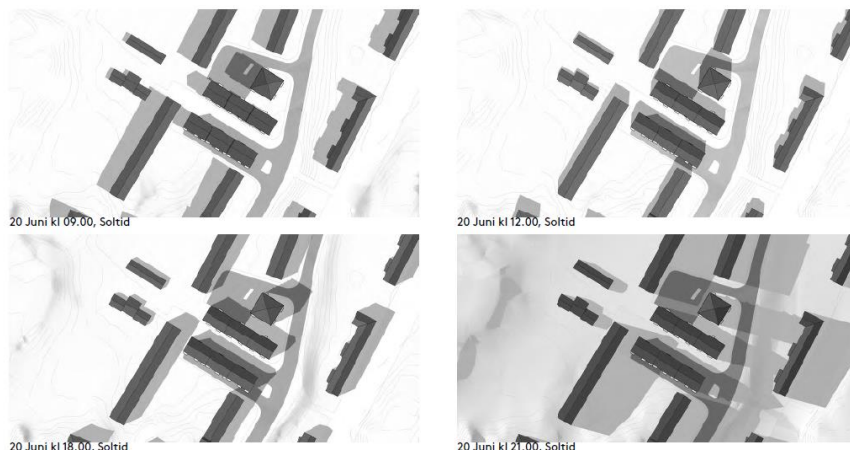 20 Juni kl 09.00, Soltid
20 Juni kl 12.00, Soltid
20 Juni kl 18.00, Soltid
20 Juni kl 21.00, Soltid